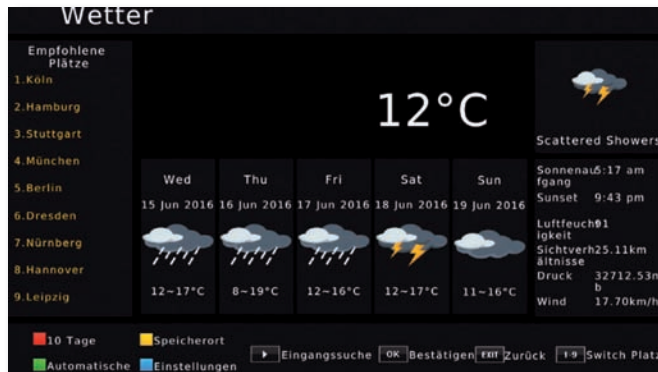 Wetter
Empfohlene
Plätze
1.Köln
2.Hamburg
3.Stuttgart
4.München
5.Berlin
6.Dresden
7.Nürnberg
8.Hannover
9.Leipzig
12°C
Scattered Showers
Wed
Thu
Fri
Sat
Sun
15 Jun 2016
16 Jun 2016
17 Jun 2016
18 Jun 2016
19 Jun 2016
12~17°C
8~19°C
12~16°C
12~17°C
11~16°C
Sonnenau5:17 am
fgang
Sunset 9:43 pm
Luftfeucht91
igkeit
Sichtverh25.11km
ältnisse
Druck 32712.53m
b
Wind 17.70km/h
10 Tage
Speicherort
Automatische
Einstellungen
Eingangssuche
OK Bestätigen
EXIT Zurück
1-9 Switch Platz